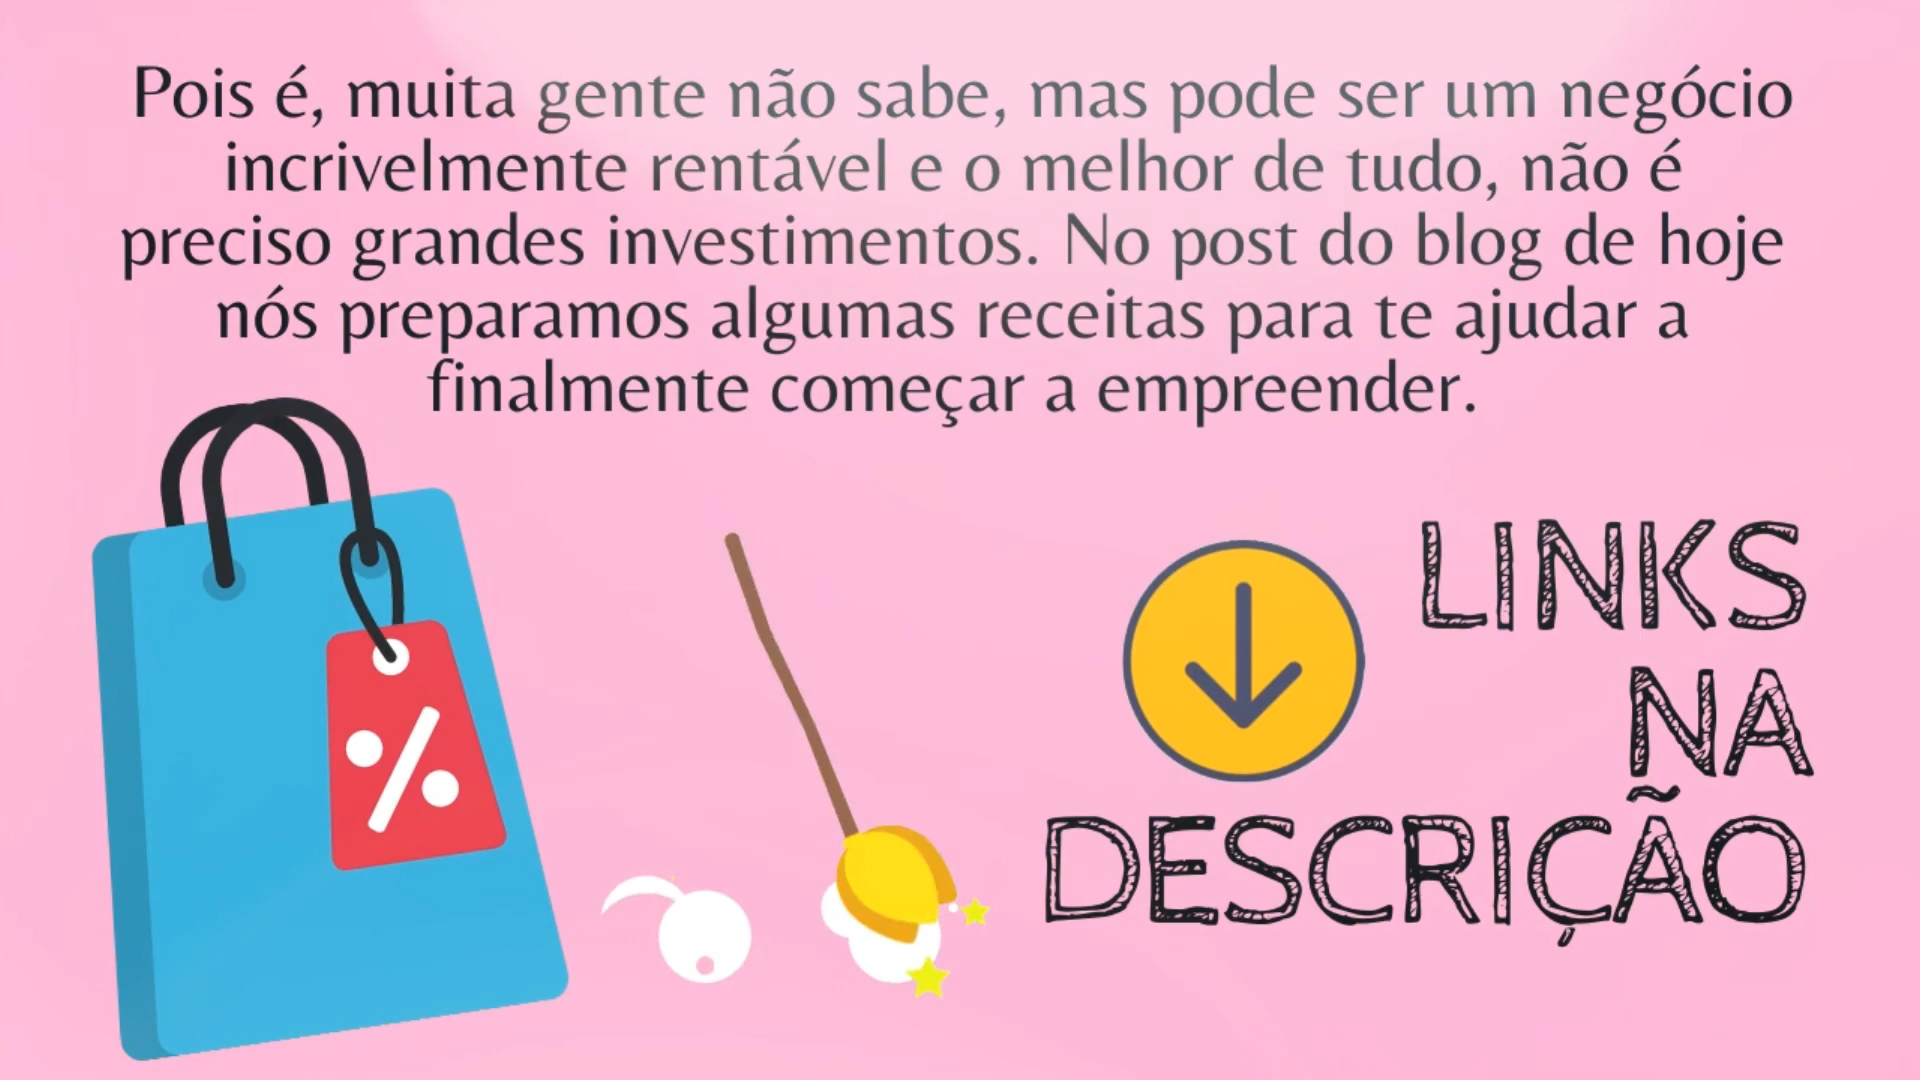 Pois é, muita gente não sabe, mas pode ser um negócio
incrivelmente rentável e o melhor de tudo, não é
preciso grandes investimentos. No post do blog de hoje
nós preparamos algumas receitas para te ajudar a
finalmente começar a empreender.
%
LINKS
NA
DESCRIÇÃO